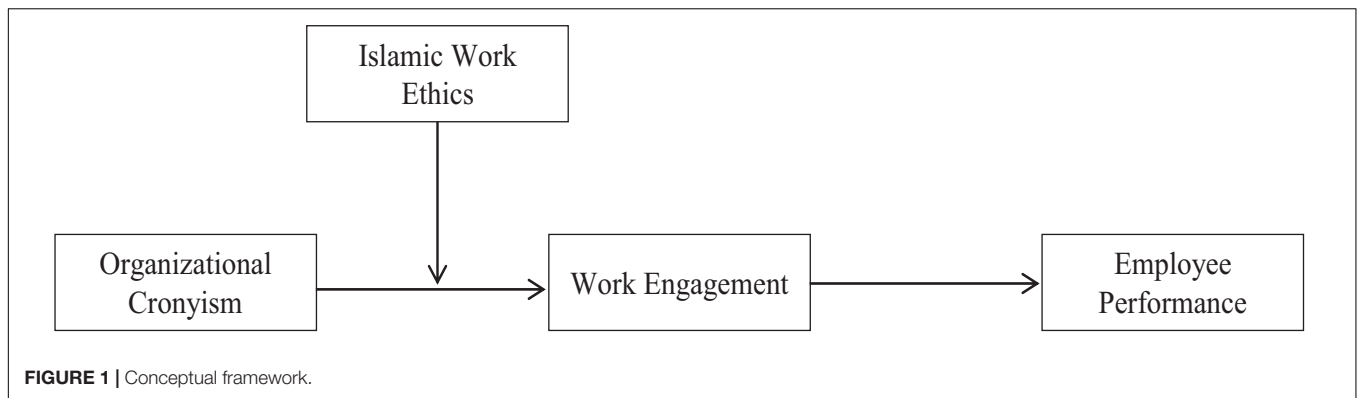 Islamic Work
Ethics
Organizational
Cronyism
Work Engagement
Employee
Performance
FIGURE 1 | Conceptual framework.